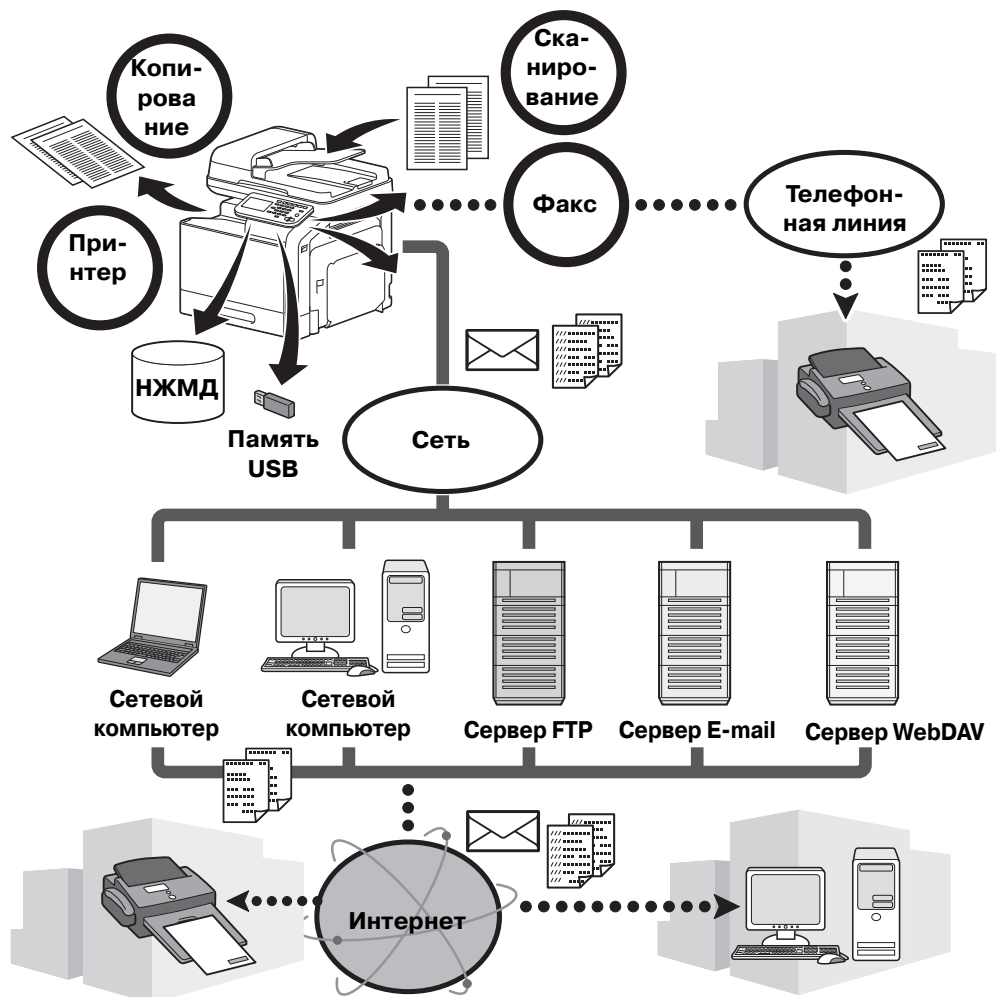 Копи-
рова
ние
Ска-
ниро-
вание
Факс
Телефон-
ная линия
При-
нтер
НЖМД
Память
USB
Сеть
Сетевой
компьютер
Сетевой
компьютер
Сервер FTP
Сервер E-mail
Сервер WebDAV
Интернет